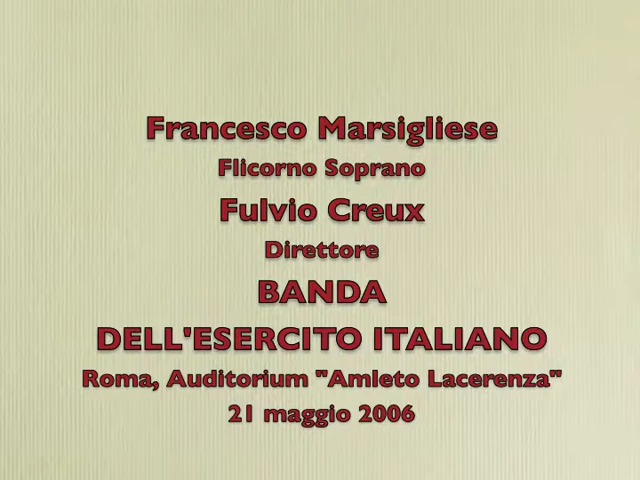 Francesco Marsigliese
Flicorno Soprano
Fulvio Creux
Direttore
BANDA
DELL'ESERCITO ITALIANO
Roma, Auditorium "Amleto Lacerenza"
21 maggio 2006